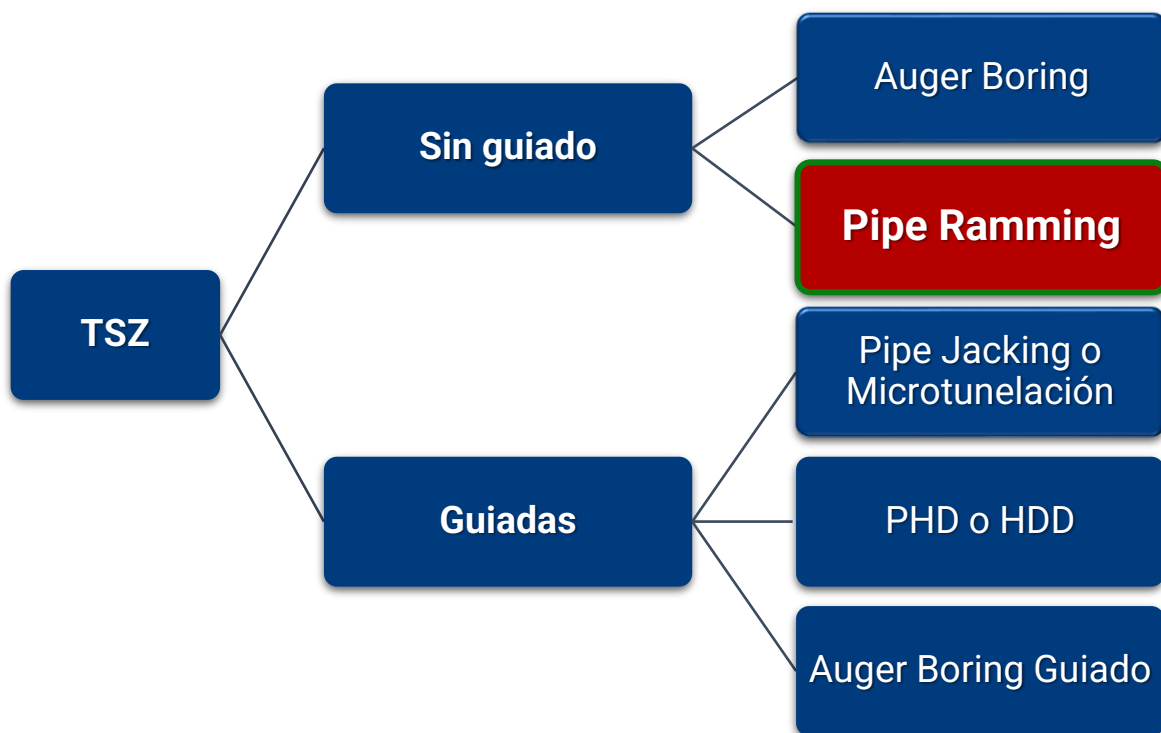 TSZ
Sin guiado
Auger Boring
Pipe Ramming
Guiadas
Pipe Jacking o
Microtunelación
PHD o HDD
Auger Boring Guiado